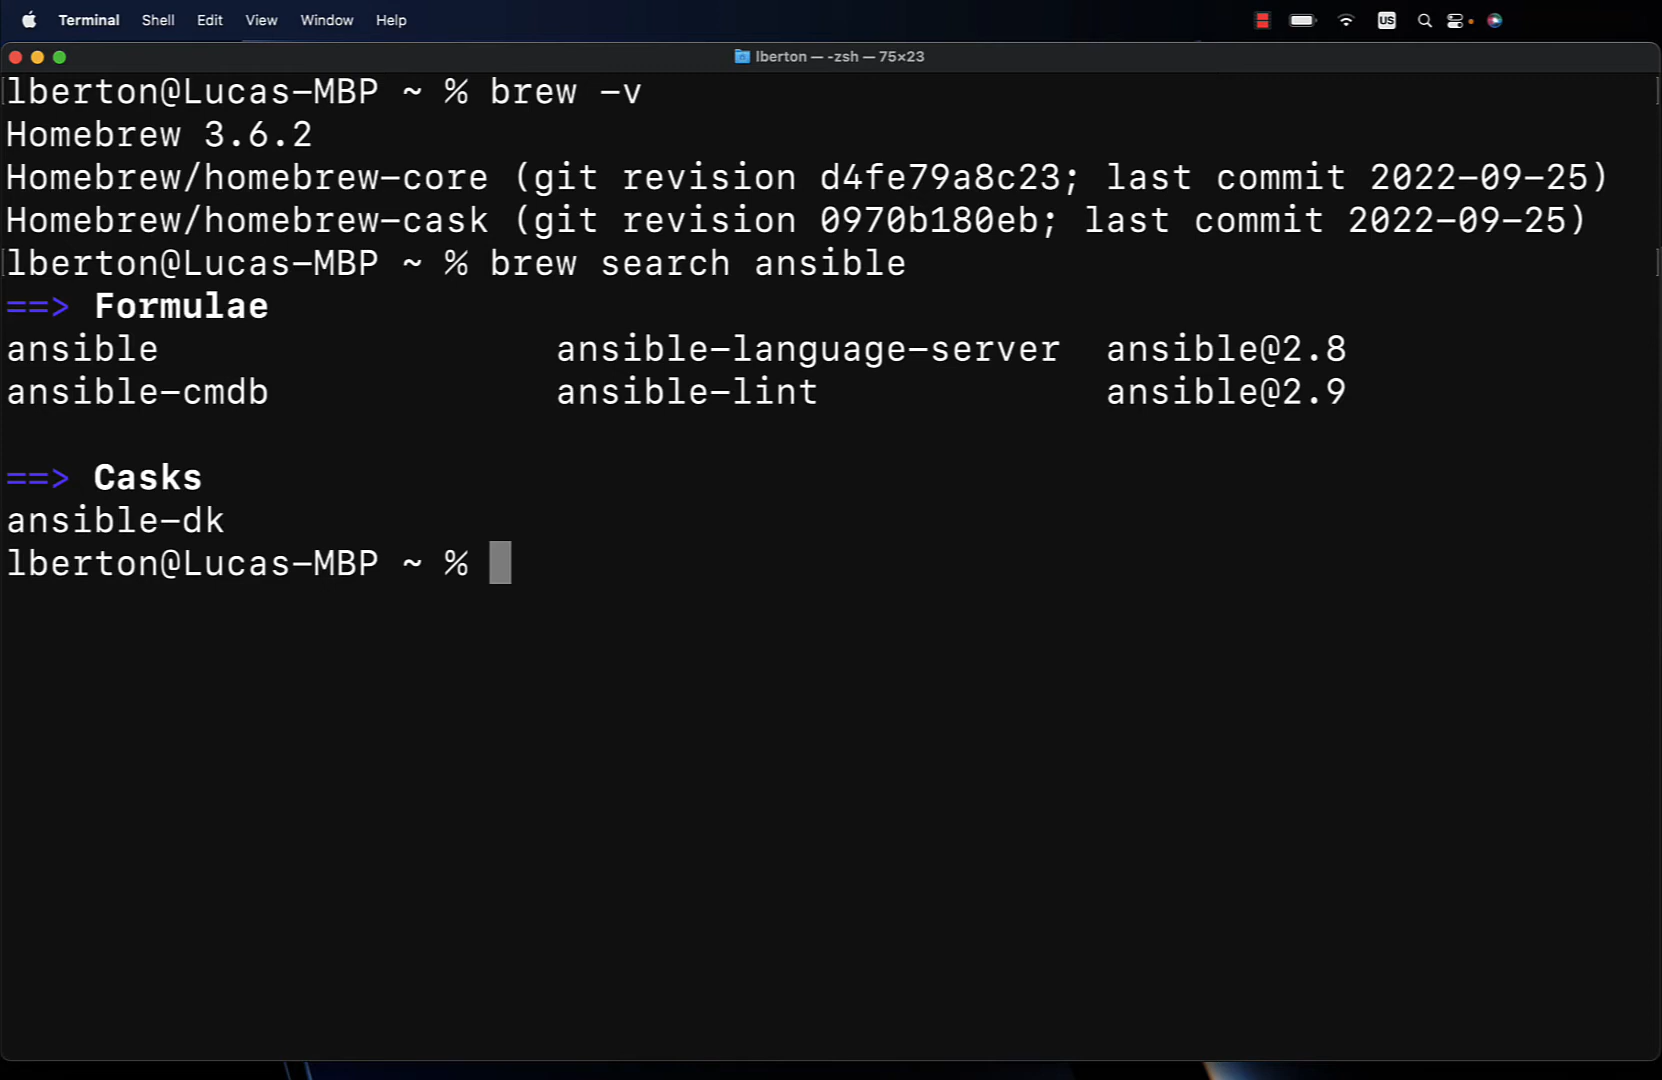 Terminal Shell Edit View Window Help US
lberton — -zsh — 75×23
lberton@Lucas-MBP ~ % brew -v
Homebrew 3.6.2
Homebrew/homebrew-core (git revision d4fe79a8c23; last commit 2022-09-25)
Homebrew/homebrew-cask (git revision 0970b180eb; last commit 2022-09-25)
lberton@Lucas-MBP ~ % brew search ansible
==> Formulae
ansible ansible-language-server ansible@2.8
ansible-cmdb ansible-lint ansible@2.9
==> Casks
ansible-dk
lberton@Lucas-MBP ~ %